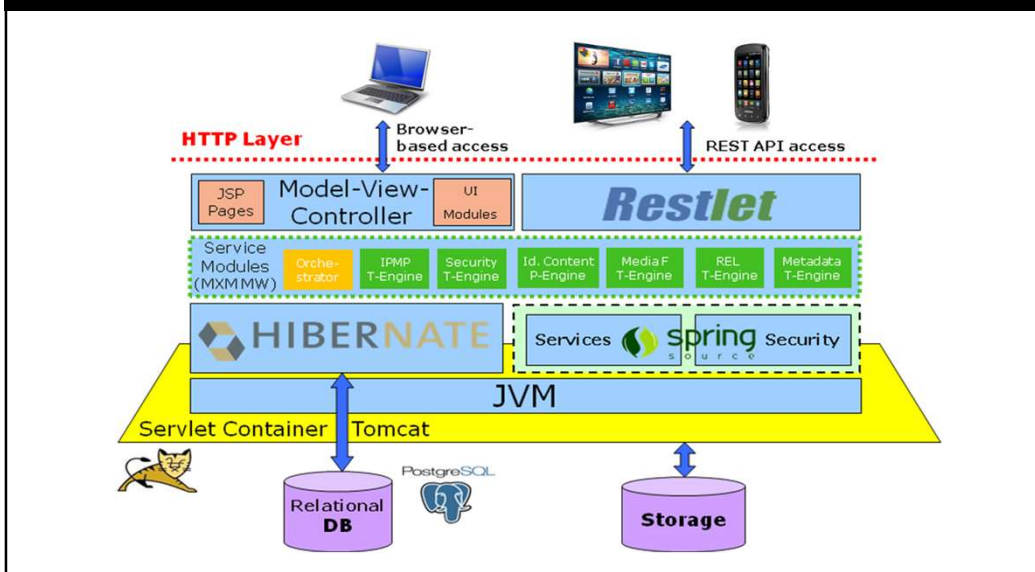 HTTP Layer
Browser-
based access
REST API access
JSP
Pages
Model-View-
Controller
UI
Modules
Restlet
Service
Modules
(MXM MW)
Orche-
strator
IPMP
T-Engine
Security
T-Engine
Id. Content
P-Engine
Media F
T-Engine
REL
T-Engine
Metadata
T-Engine
HIBERNATE
Services
spring
source
Security
JVM
Servlet Container
Tomcat
PostgreSQL
Relational
DB
Storage